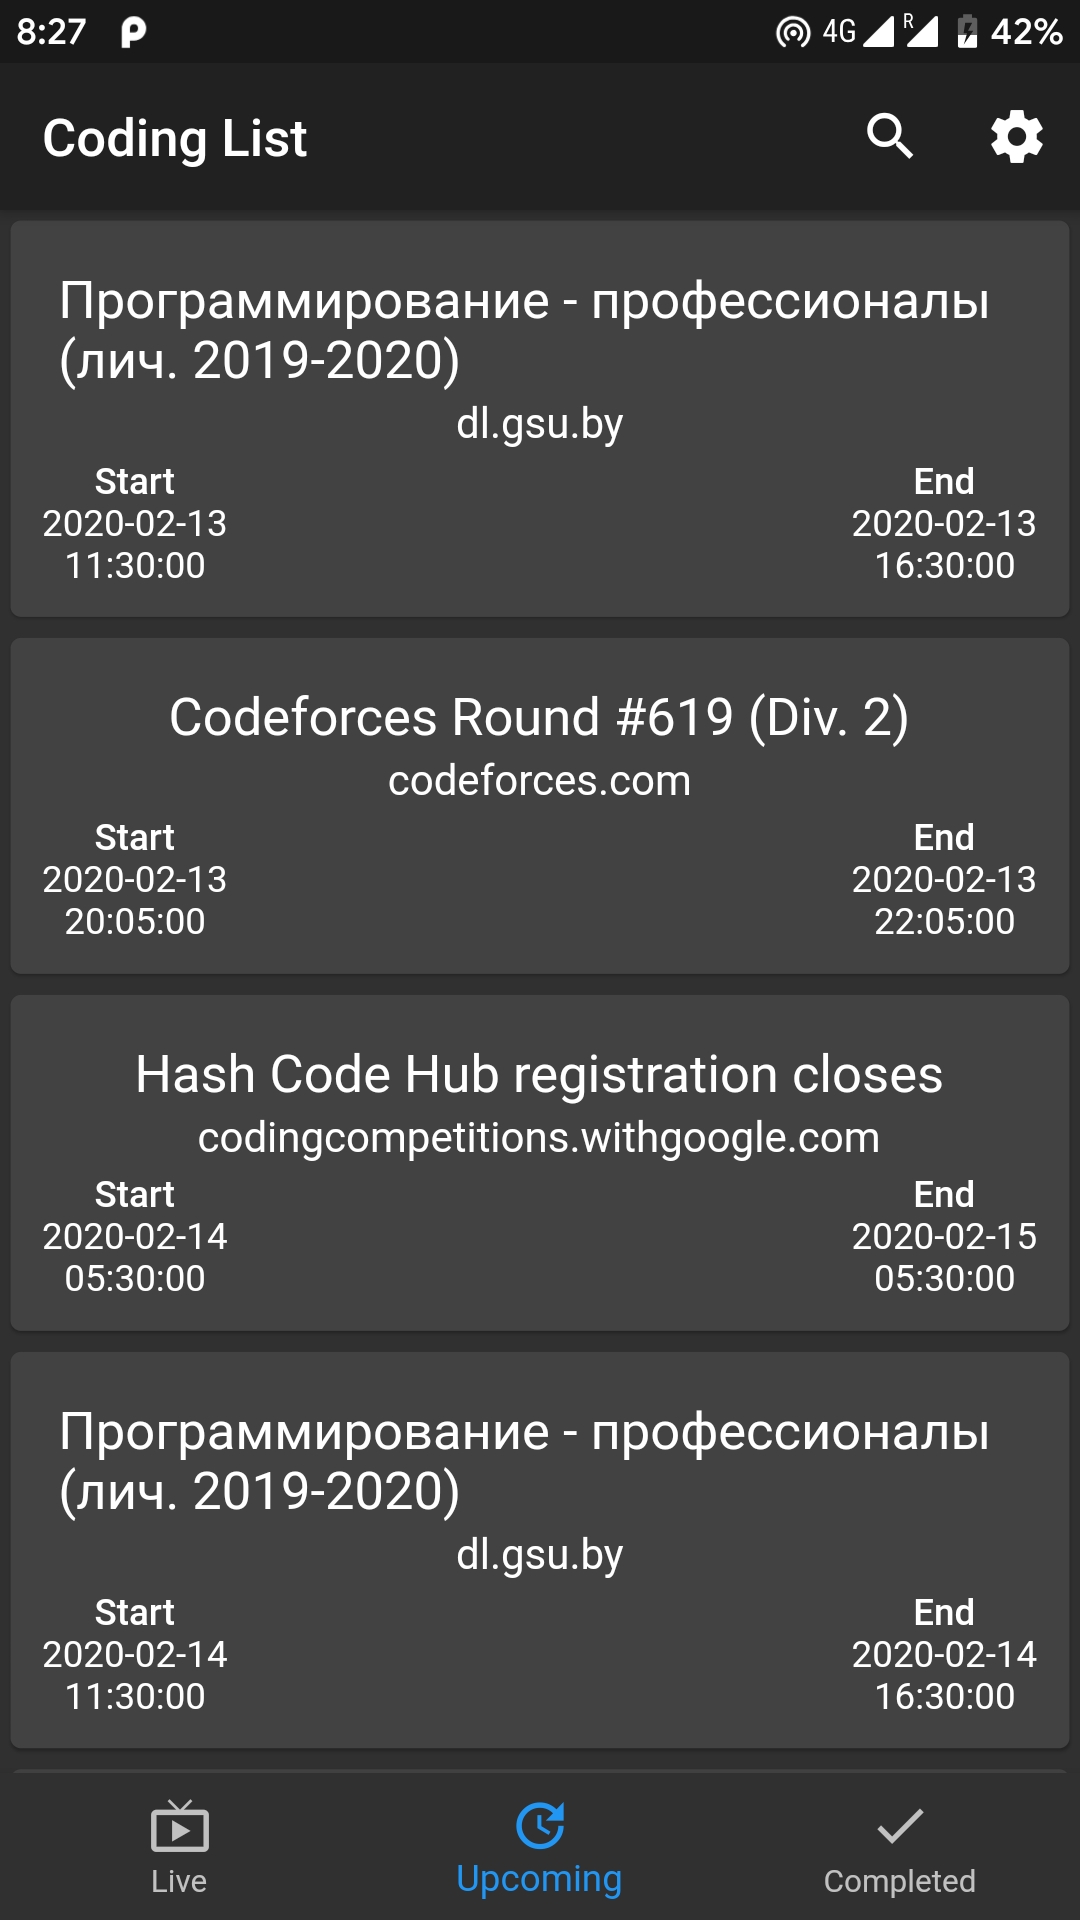 8:27 4G R 42%
Coding List
Программирование - профессионалы
(лич. 2019-2020)
dl.gsu.by
Start End
2020-02-13 2020-02-13
11:30:00 16:30:00
Codeforces Round #619 (Div. 2)
codeforces.com
Start End
2020-02-13 2020-02-13
20:05:00 22:05:00
Hash Code Hub registration closes
codingcompetitions.withgoogle.com
Start End
2020-02-14 2020-02-15
05:30:00 05:30:00
Программирование - профессионалы
(лич. 2019-2020)
dl.gsu.by
Start End
2020-02-14 2020-02-14
11:30:00 16:30:00
Live Upcoming Completed